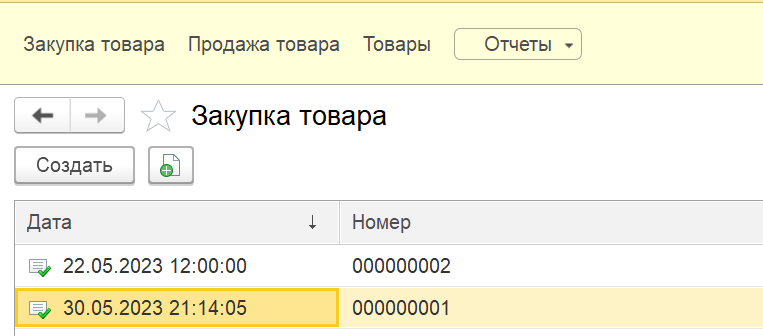 Закупка товара Продажа товара Товары Отчеты
Закупка товара
Создать
Дата Номер
22.05.2023 12:00:00 000000002
30.05.2023 21:14:05 000000001